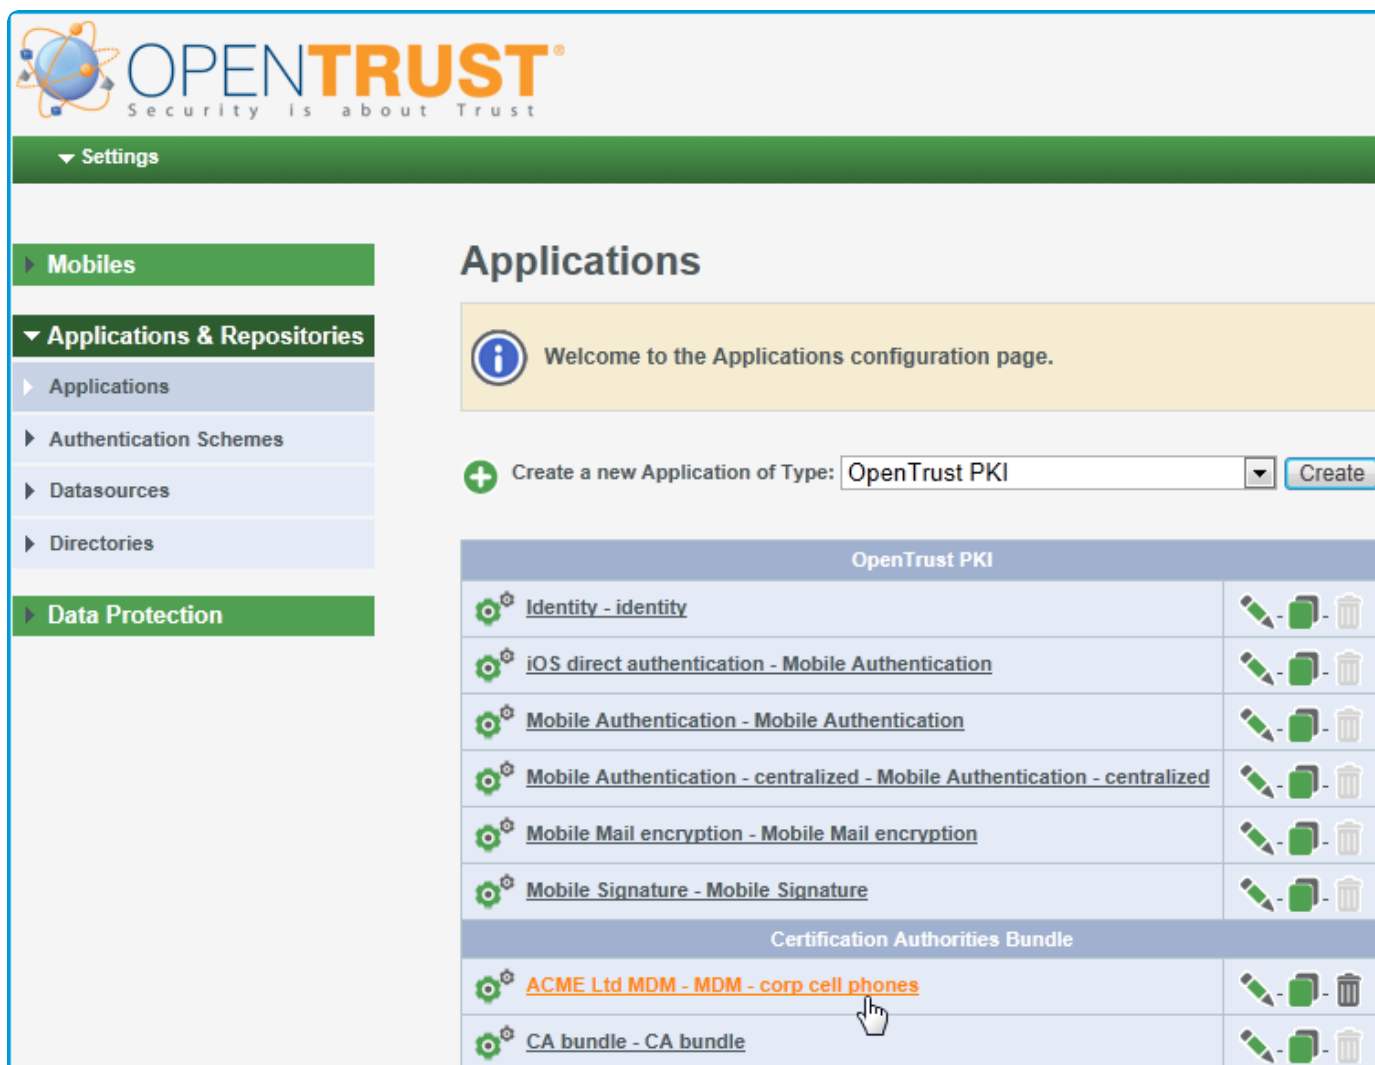 OPENTRUST®
Security is about Trust
Settings
Mobiles
Applications & Repositories
Applications
Authentication Schemes
Datasources
Directories
Data Protection
Applications
Welcome to the Applications configuration page.
Create a new Application of Type: OpenTrust PKI Create
OpenTrust PKI
Identity - identity
iOS direct authentication - Mobile Authentication
Mobile Authentication - Mobile Authentication
Mobile Authentication - centralized - Mobile Authentication - centralized
Mobile Mail encryption - Mobile Mail encryption
Mobile Signature - Mobile Signature
Certification Authorities Bundle
ACME Ltd MDM - MDM - corp cell phones
CA bundle - CA bundle